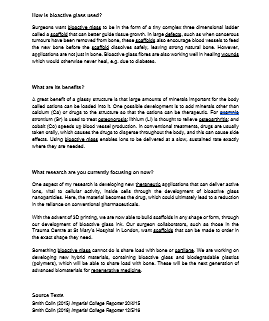 How is bioactive glass used?
Surgeons want bioactive glass to be in the form of a tiny complex three dimensional ladder
called a scaffold that can better guide tissue growth. In large defects, such as when cancerous
tumours have been removed from bone, these scaffolds also encourage blood vessels to feed
the new bone before the scaffold dissolves safely, leaving strong natural bone. However,
applications are not just in bone. Bioactive glass fibres are also working well in healing wounds
which would otherwise never heal, e.g. due to diabetes.
What are its benefits?
A great benefit of a glassy structure is that large amounts of minerals important for the body
called cations can be loaded into it. One possible development is to add minerals other than
calcium (Ca) or drugs to the structure so that the cations can be therapeutic. For
strontium (Sr) is used to treat osteoporosis; lithium (Li) is thought to relieve osteoarthritis; and
cobalt (Co) speeds up blood vessel production. In conventional treatments, drugs are usually
taken orally, which causes the drugs to disperse throughout the body, and this can cause side
effects. Using bioactive glass enables ions to be delivered at a slow, sustained rate exactly
where they are needed.
What research are you currently focusing on now?
One aspect of my research is developing new therapeutic applications that can deliver active
ions, vital to cellular activity, inside cells through the development of bioactive glass
nanoparticles. Here, the material becomes the drug, which could ultimately lead to a reduction
in the reliance on conventional pharmaceuticals.
With the advent of 3D printing, we are now able to build scaffolds in any shape or form, through
our development of bioactive glass ink. Our surgeon collaborators, such as those in the
Trauma Centre at St Mary's Hospital in London, want scaffolds that can be made to order in
the exact shape they need.
Something bioactive glass cannot do is share load with bone or cartilage. We are working on
developing new hybrid materials, containing bioactive glass and biodegradable plastics
(polymers), which will be able to share load with bone. These will be the next generation of
advanced biomaterials for regenerative medicine.
Source Texts
Smith Colin (2015) Imperial College Reporter
Smith Colin (2016) Imperial College Reporter